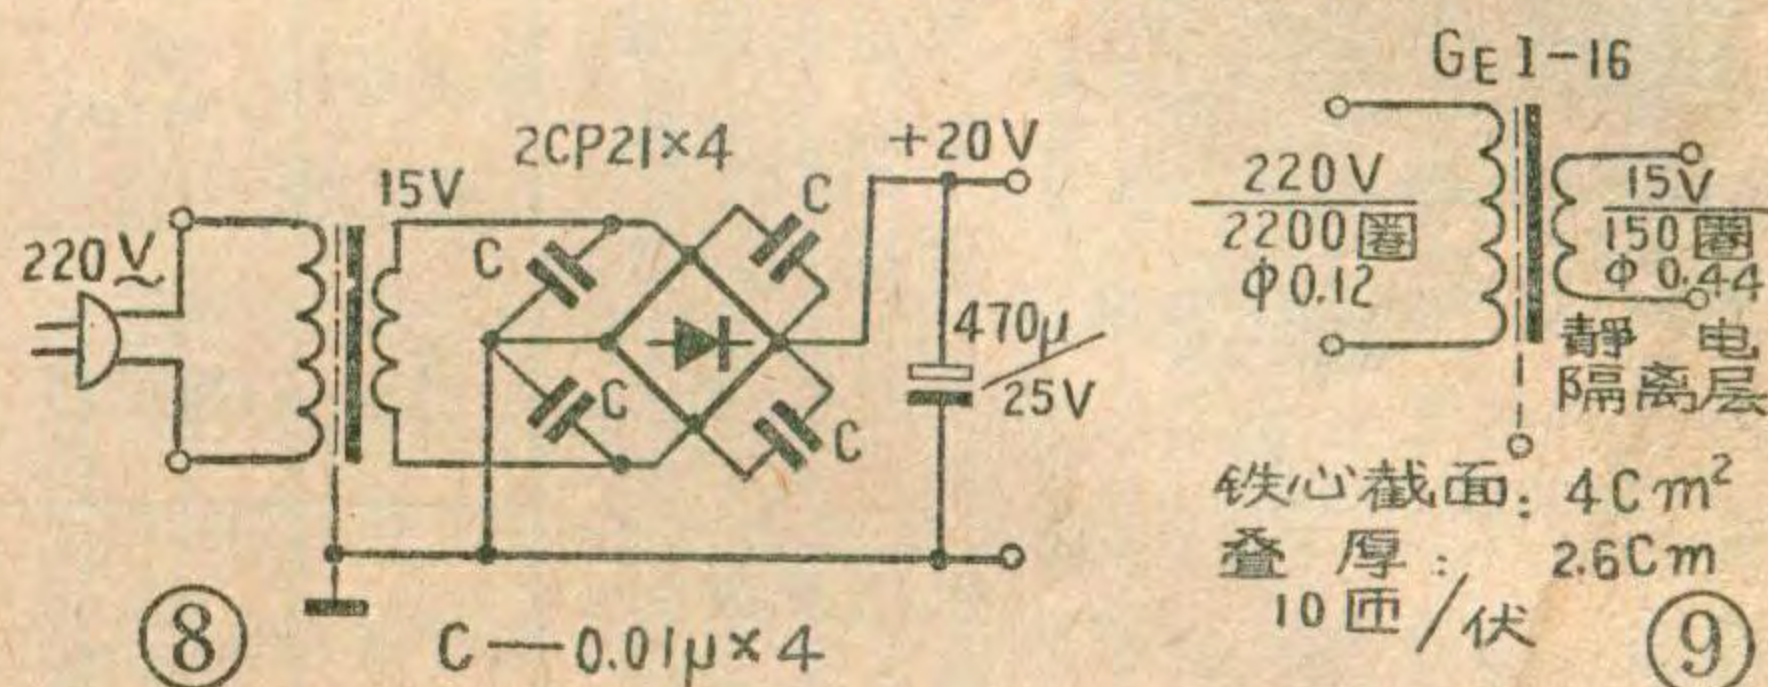 2CP21×4
+20V
15V
C
C
220V~
470μ/25V
C
C
C—0.01μ×4
⑧
GE1-16
220V
2200圈
φ0.12
15V
150圈
φ0.44
静电
隔离层
铁心截面:4Cm²
叠厚:2.6Cm
10匝/伏
⑨